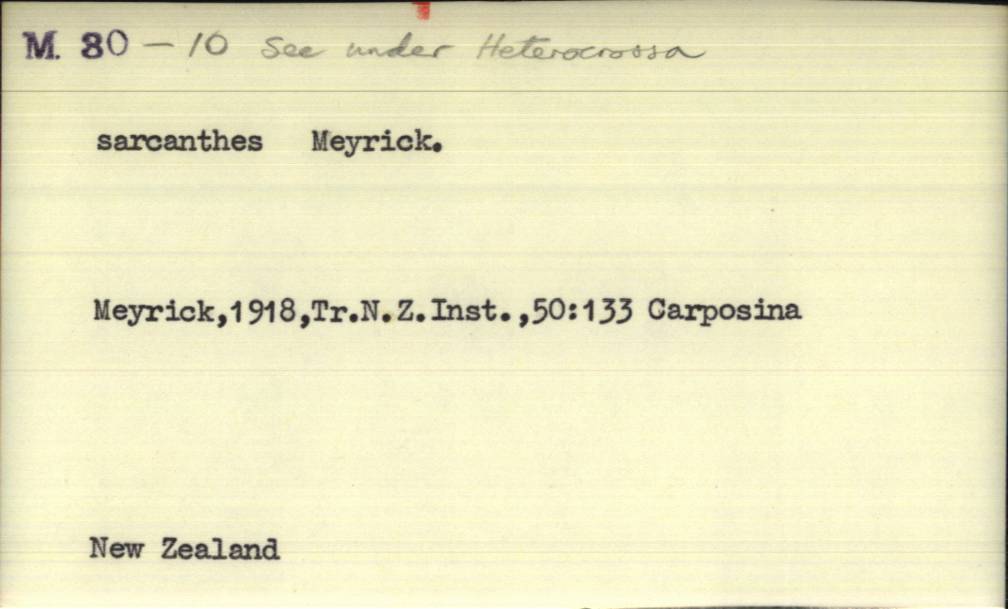 M. 80 - 10 See under Heterocrossa
sarcanthes Meyrick.
Meyrick,1918,Tr.N.Z.Inst.,50:133 Carposina
New Zealand